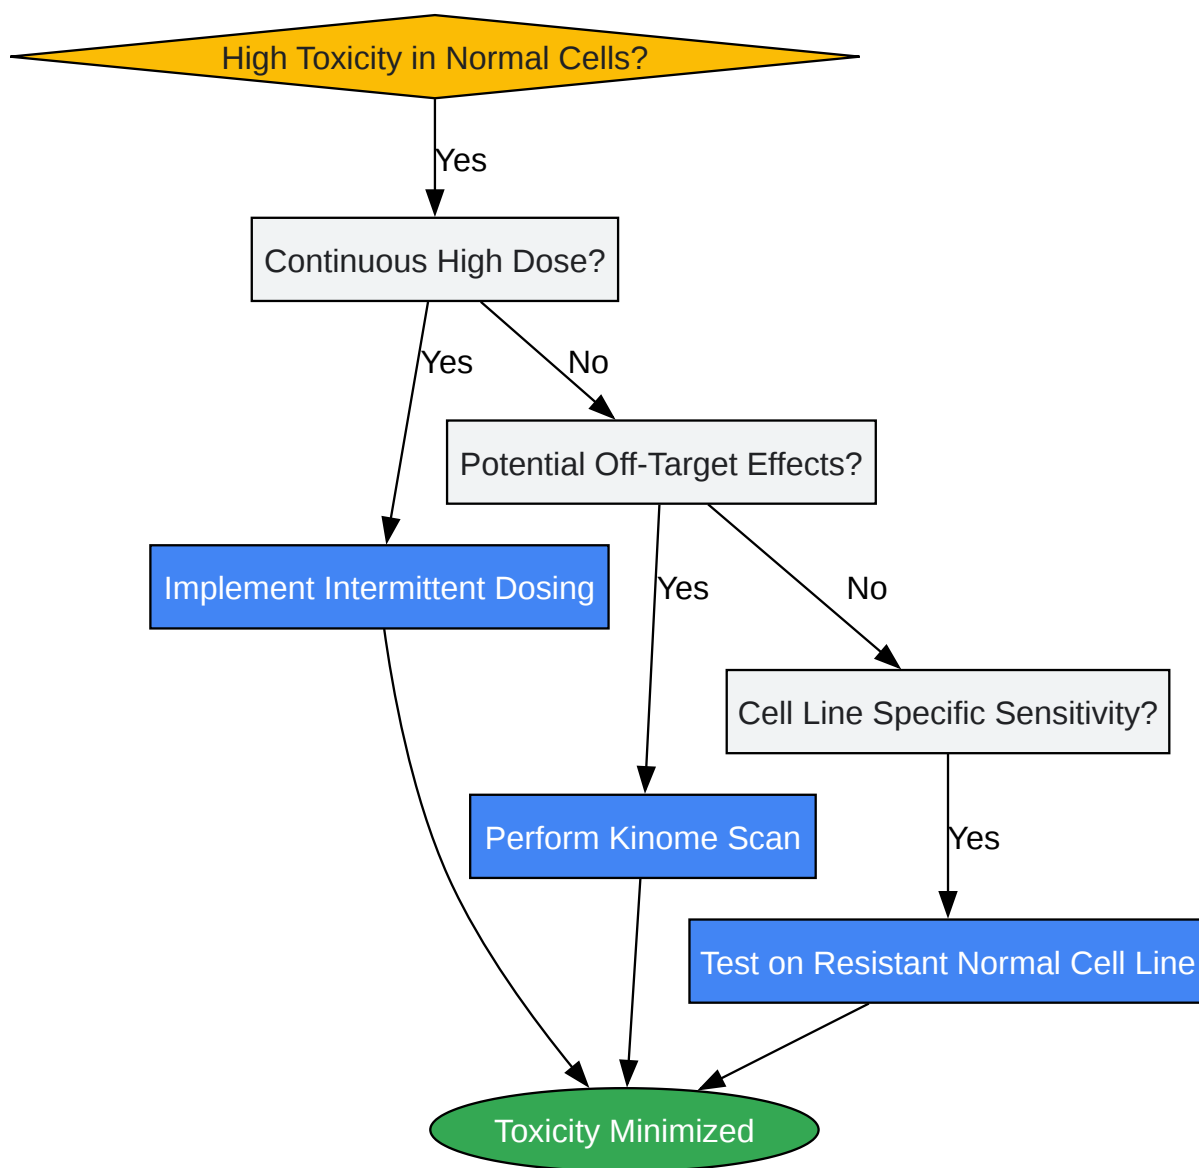 High Toxicity in Normal Cells?
Yes
Continuous High Dose?
Yes
No
Potential Off-Target Effects?
Implement Intermittent Dosing
Yes
No
Cell Line Specific Sensitivity?
Perform Kinome Scan
Yes
Test on Resistant Normal Cell Line
Toxicity Minimized